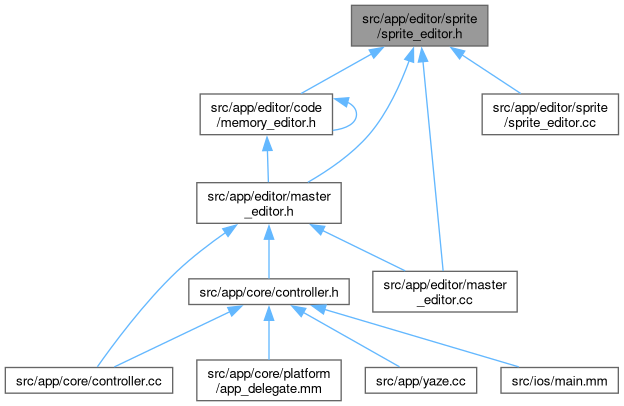 src/app/editor/sprite
/sprite_editor.h
src/app/editor/code
/memory_editor.h
src/app/editor/sprite
/sprite_editor.cc
src/app/editor/master
_editor.h
src/app/core/controller.h
src/app/editor/master
_editor.cc
src/app/core/controller.cc
src/app/core/platform
/app_delegate.mm
src/app/yaze.cc
src/ios/main.mm